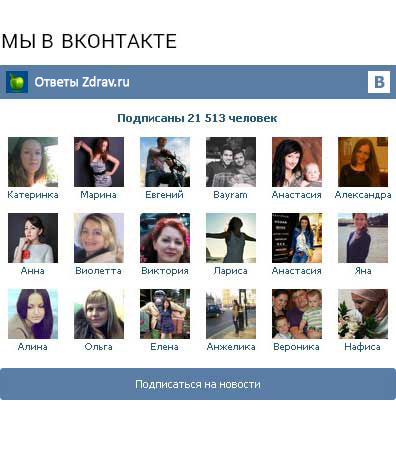 МЫ В ВКОНТАКТЕ
Ответы Zdrav.ru
B
Подписаны 21 513 человек
Катеринка Марина Евгений Bayram Анастасия Александра
Анна Виолетта Виктория Лариса Анастасия Яна
Алина Ольга Елена Анжелика Вероника Нафиса
Подписаться на новости